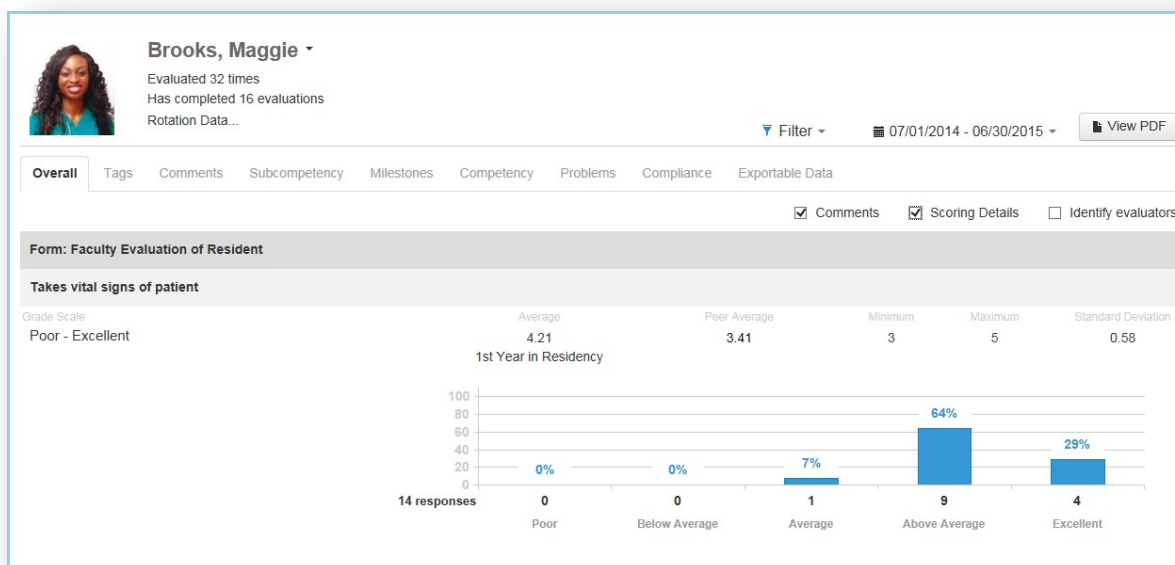 Brooks, Maggie
Evaluated 32 times
Has completed 16 evaluations
Rotation Data...
Filter 07/01/2014 - 06/30/2015 View PDF
Overall Tags Comments Subcompetency Milestones Competency Problems Compliance Exportable Data
Comments Scoring Details Identify evaluators
Form: Faculty Evaluation of Resident
Takes vital signs of patient
Grade Scale Average Peer Average Minimum Maximum Standard Deviation
Poor - Excellent 4.21 3.41 3 5 0.58
1st Year in Residency
100
80 64%
60
40 29%
20 0% 0% 7%
0
14 responses 0 0 1 9 4
Poor Below Average Average Above Average Excellent